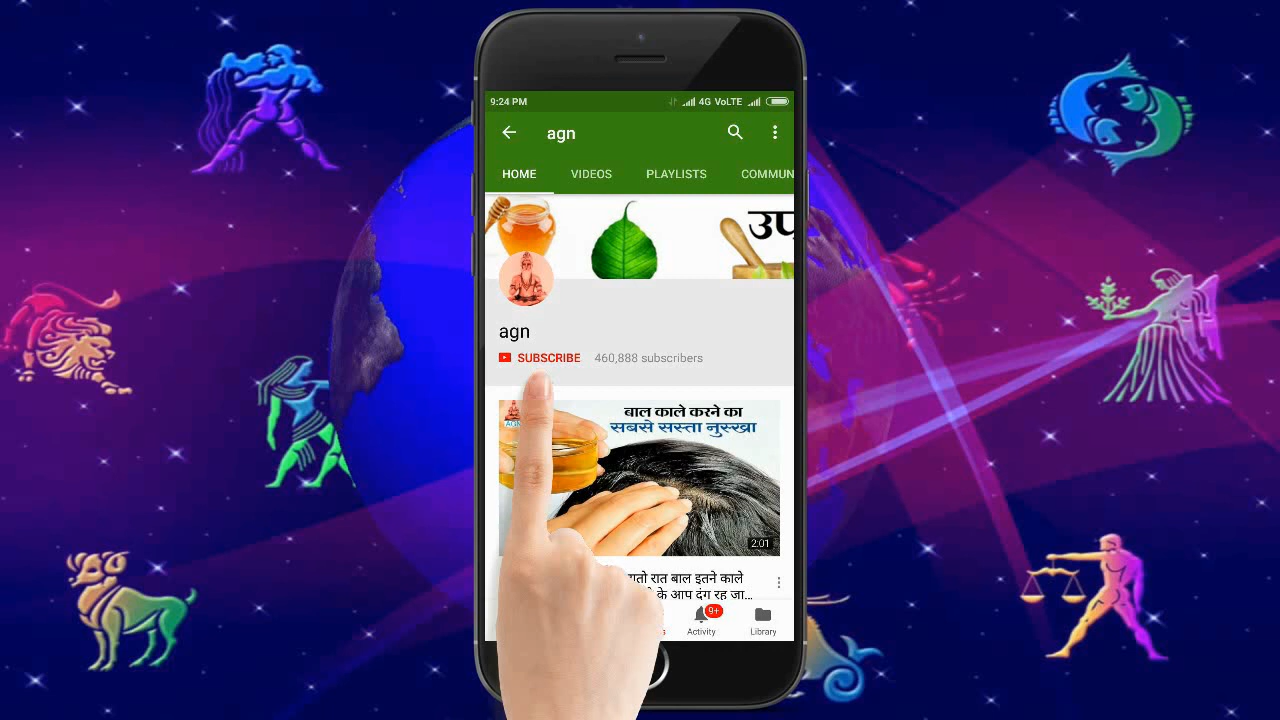 9:24 PM 4G VoLTE
agn
HOME VIDEOS PLAYLISTS COMMUN
उप
agn
SUBSCRIBE 460,888 subscribers
AGN
बाल काले करने का
सबसे सस्ता नुस्खा
2:01
रात बाल इतने काले
के आप दंग रह जा...
9+
Activity Library